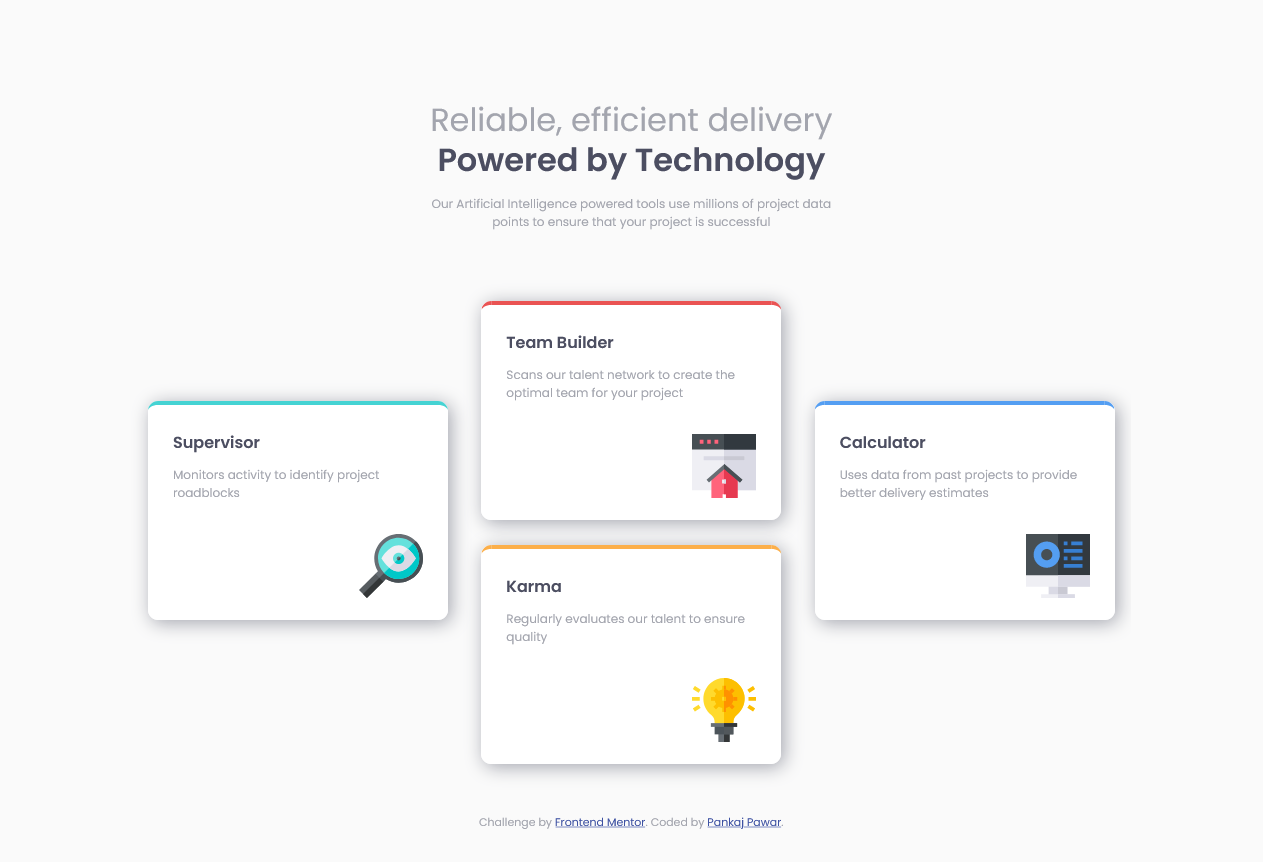 Reliable, efficient delivery
Powered by Technology
Our Artificial Intelligence powered tools use millions of project data
points to ensure that your project is successful
Supervisor
Monitors activity to identify project
roadblocks
Team Builder
Scans our talent network to create the
optimal team for your project
Karma
Regularly evaluates our talent to ensure
quality
Calculator
Uses data from past projects to provide
better delivery estimates
Challenge by Frontend Mentor. Coded by Pankaj Pawar.